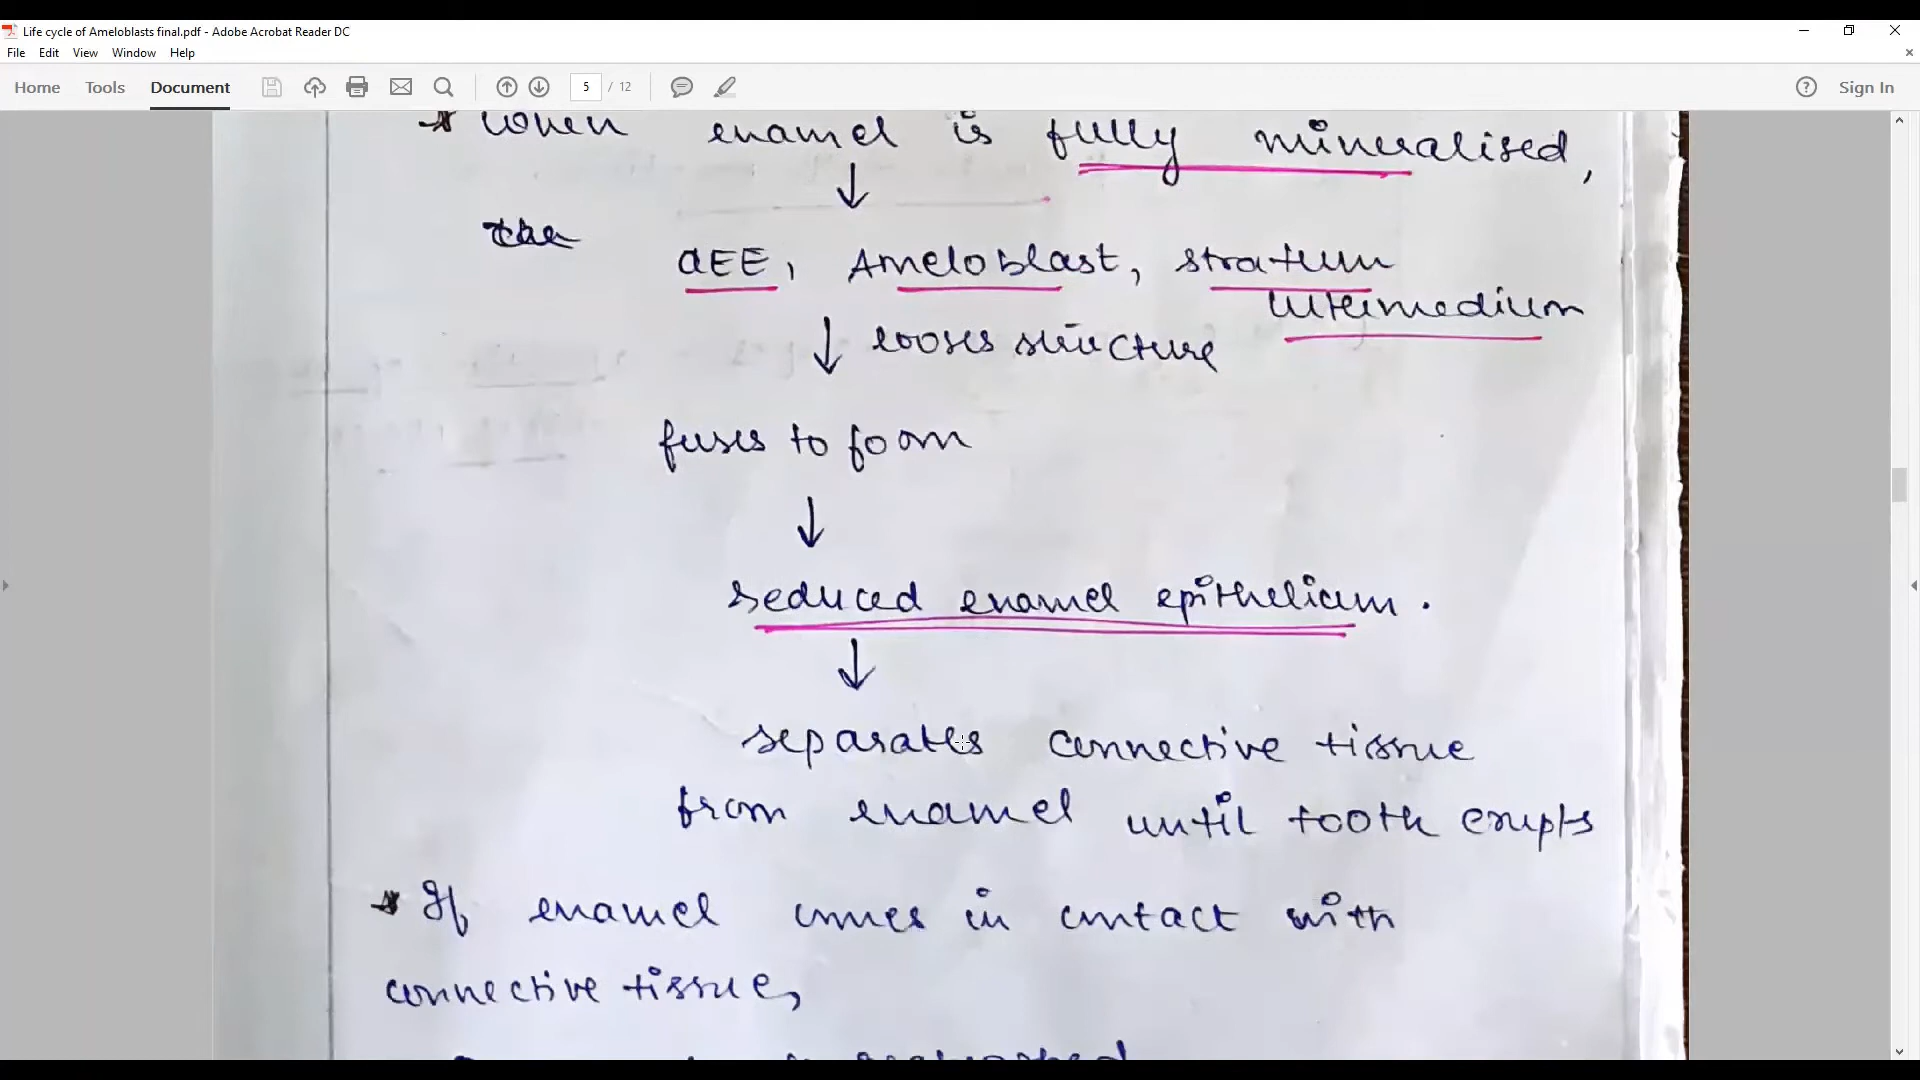 Life cycle of Ameloblasts final.pdf - Adobe Acrobat Reader DC
File Edit View Window Help
Home Tools Document 5 / 12 Sign In
When enamel is fully mineralised,
the
OEE, Ameloblast, stratum
Intermedium
looses structure
fuses to form
reduced enamel epithelium.
separates connective tissue
from enamel until tooth erupts
* If enamel comes in contact with
connective tissue,